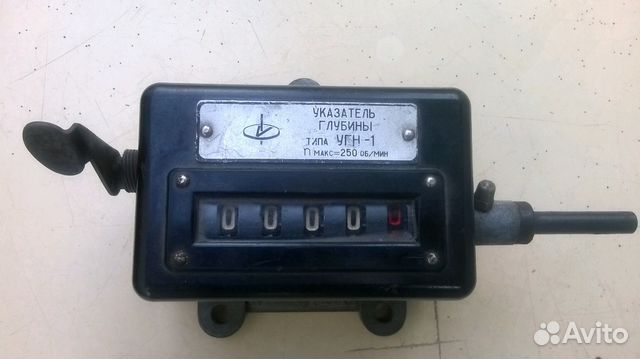 УКАЗАТЕЛЬ
ГЛУБИНЫ
ТИПА УГН-1
n МАКС=250 ОБ/МИН
0 0 0 0 0
Avito